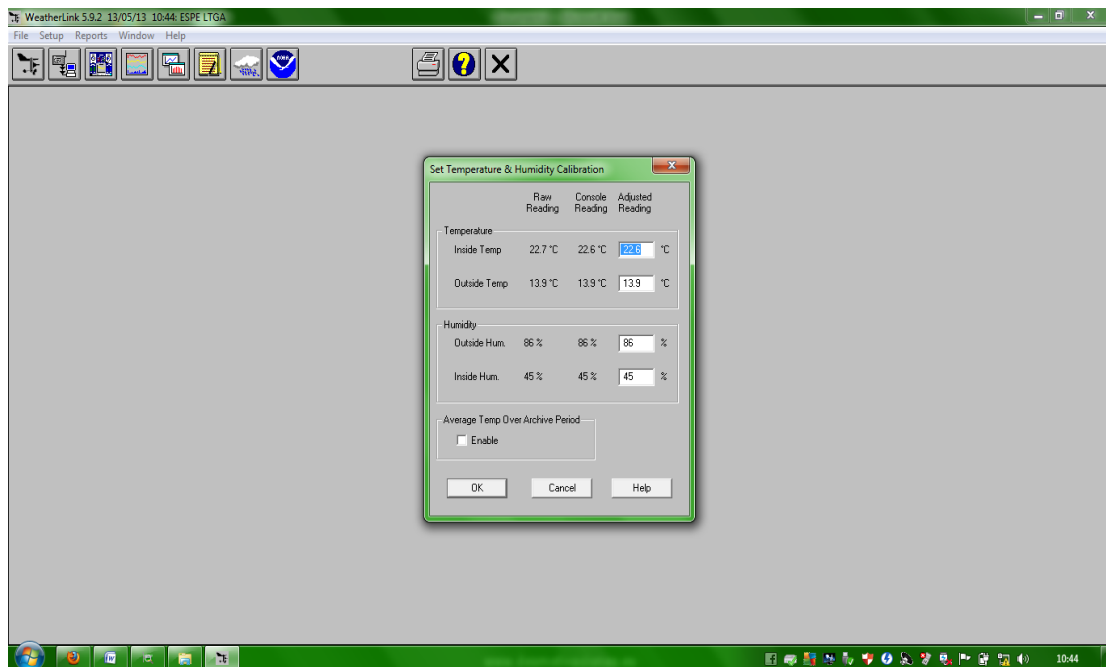 WeatherLink 5.9.2 13/05/13 10:44: ESPE LTGA
File Setup Reports Window Help
Set Temperature & Humidity Calibration
Raw Reading Console Reading Adjusted Reading
Temperature
Inside Temp 22.7 °C 22.6 °C 22.6 °C
Outside Temp 13.9 °C 13.9 °C 13.9 °C
Humidity
Outside Hum. 86 % 86 % 86 %
Inside Hum. 45 % 45 % 45 %
Average Temp Over Archive Period
Enable
OK Cancel Help
10:44